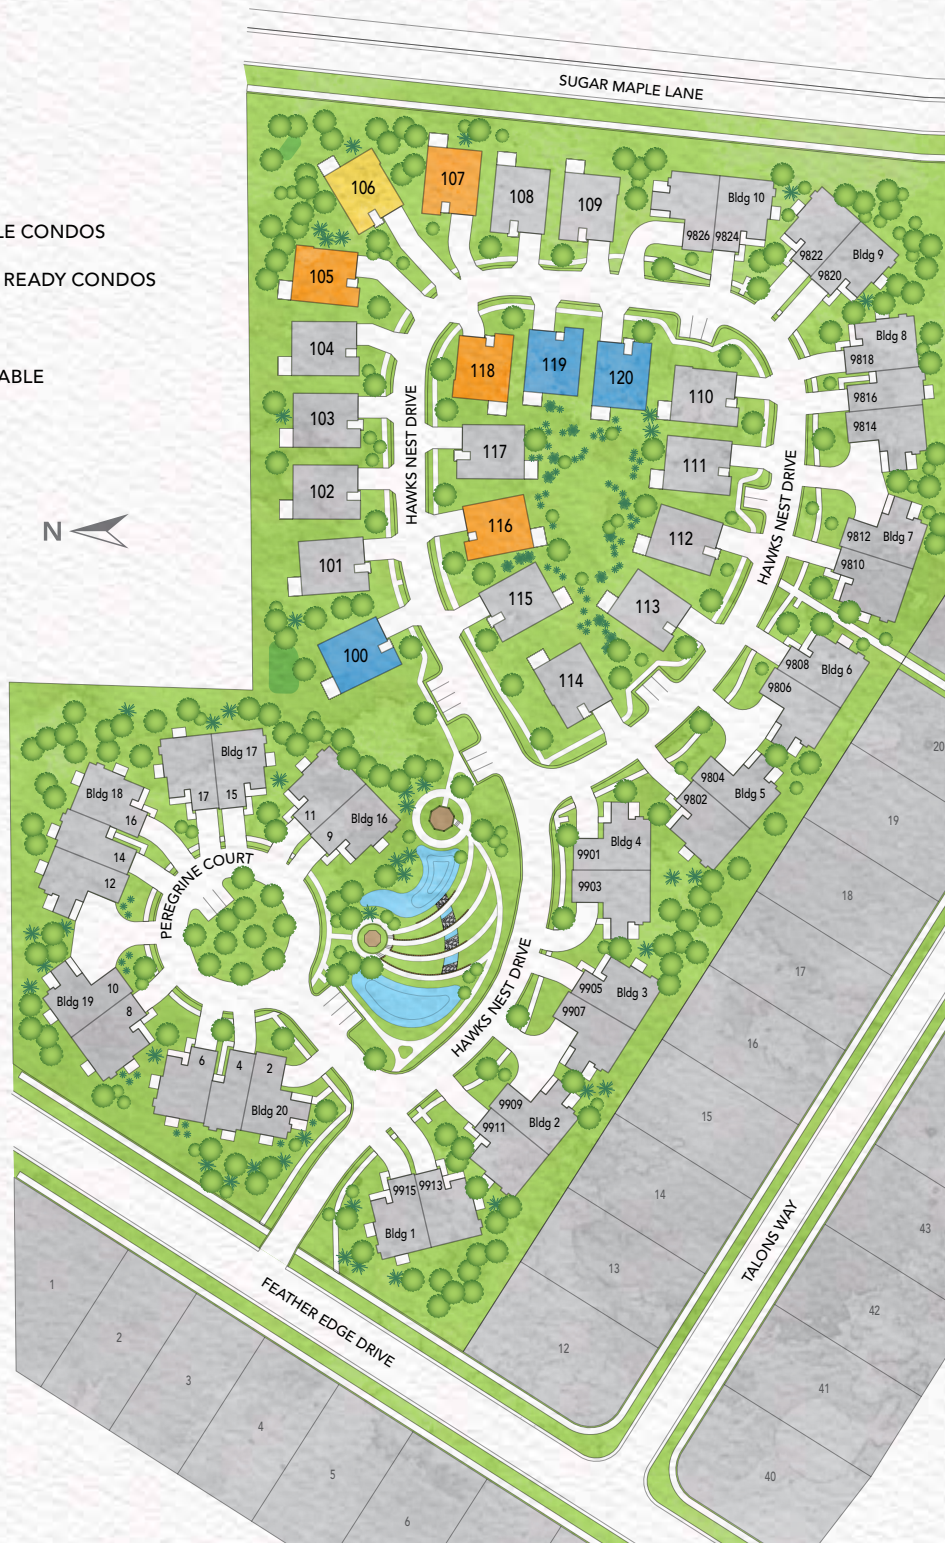 SUGAR MAPLE LANE
106
107
108
109
Bldg 10
9826
9824
LE CONDOS
9822
Bldg 9
9820
READY CONDOS
105
Bldg 8
104
118
119
120
9818
ABLE
110
9816
103
9814
117
111
HAWKS NEST DRIVE
102
HAWKS NEST DRIVE
N
116
112
9812
Bldg 7
101
9810
115
113
100
9808
Bldg 6
114
9806
20
Bldg 17
Bldg 18
17
15
9804
Bldg 5
16
11
Bldg 16
9802
9
19
14
Bldg 4
9901
12
PEREGRINE COURT
9903
18
17
HAWKS NEST DRIVE
10
9905
Bldg 3
Bldg 19
8
9907
16
6
4
2
9909
Bldg 20
9911
Bldg 2
15
9915
9913
14
Bldg 1
43
TALONS WAY
13
1
FEATHER EDGE DRIVE
42
2
12
3
41
4
5
40
6